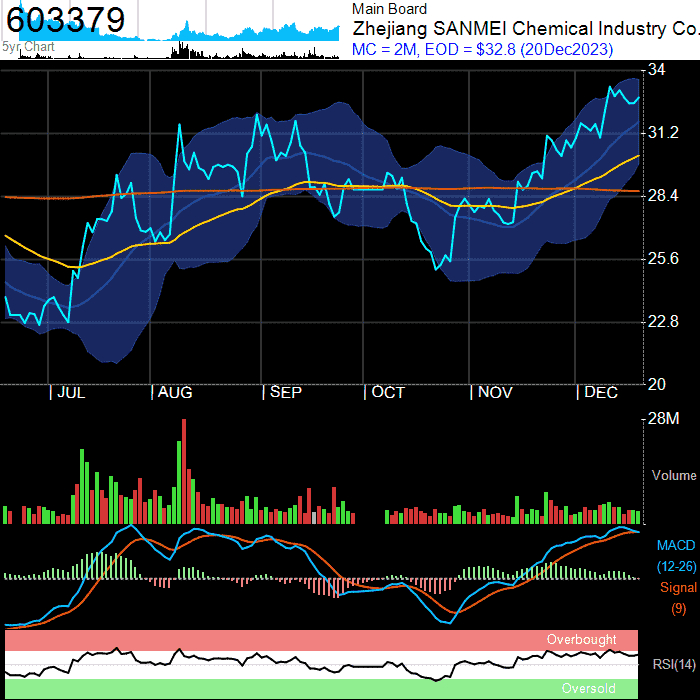 603379
5yr Chart
Main Board
Zhejiang SANMEI Chemical Industry Co.
MC = 2M, EOD = $32.8 (20Dec2023)
34
31.2
28.4
25.6
22.8
20
JUL AUG SEP OCT NOV DEC
28M
Volume
MACD
(12-26)
Signal
(9)
Overbought
RSI(14)
Oversold